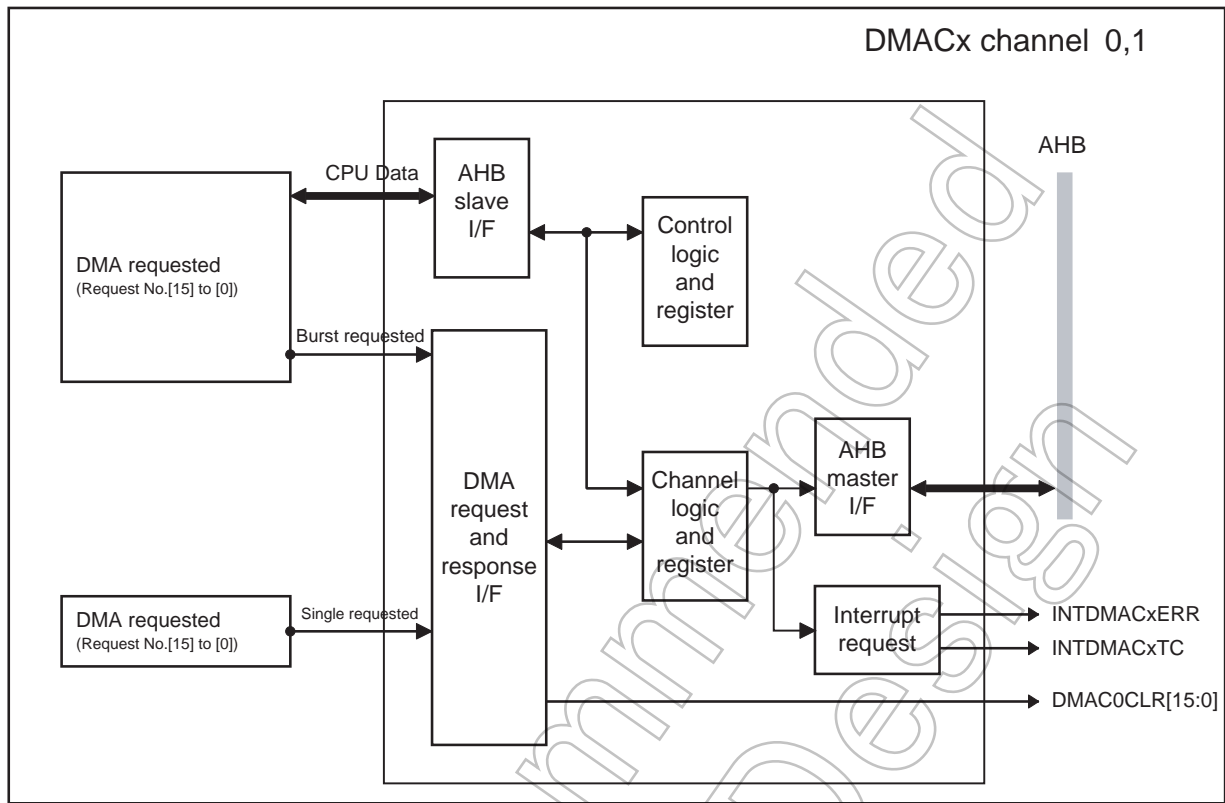 DMACx channel 0,1
AHB
CPU Data
AHB
slave
I/F
Control
logic
and
register
DMA requested
(Request No.[15] to [0])
Burst requested
DMA
request
and
response
I/F
Channel
logic
and
register
AHB
master
I/F
DMA requested
(Request No.[15] to [0])
Single requested
Interrupt
request
INTDMACxERR
INTDMACxTC
DMAC0CLR[15:0]
mmended
Design